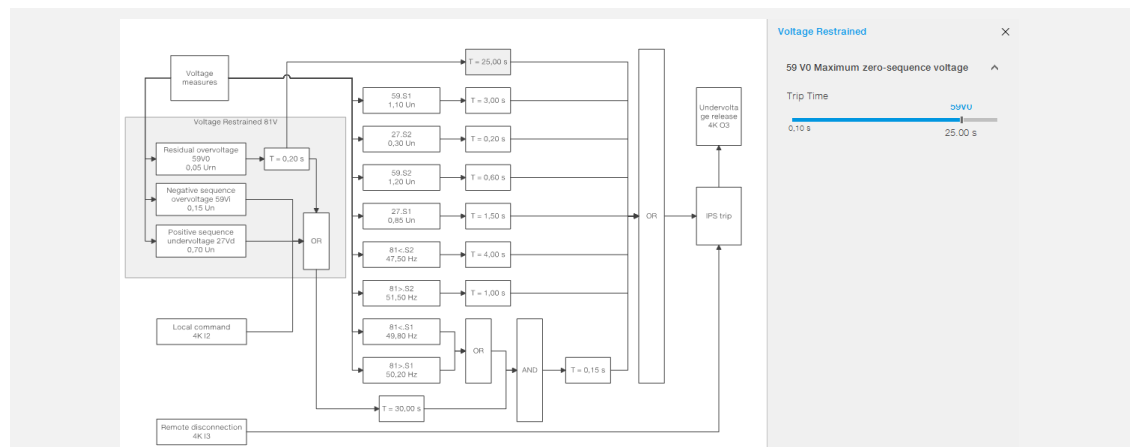 Voltage
measures
Voltage Restrained 81V
Residual overvoltage
59V0
0,05 Urn
T = 0,20 s
Negative sequence
overvoltage 59Vi
0,15 Un
Positive sequence
undervoltage 27Vd
0,70 Un
OR
Local command
4K I2
Remote disconnection
4K I3
T = 25,00 s
59.S1
1,10 Un
T = 3,00 s
27.S2
0,30 Un
T = 0,20 s
59.S2
1,20 Un
T = 0,60 s
27.S1
0,85 Un
T = 1,50 s
81<.S2
47,50 Hz
T = 4,00 s
81>.S2
51,50 Hz
T = 1,00 s
81<.S1
49,80 Hz
81>.S1
50,20 Hz
OR
AND
T = 0,15 s
T = 30,00 s
OR
Undervolta
ge release
4K O3
IPS trip
Voltage Restrained
59 V0 Maximum zero-sequence voltage
Trip Time
59V0
0,10 s
25.00 s